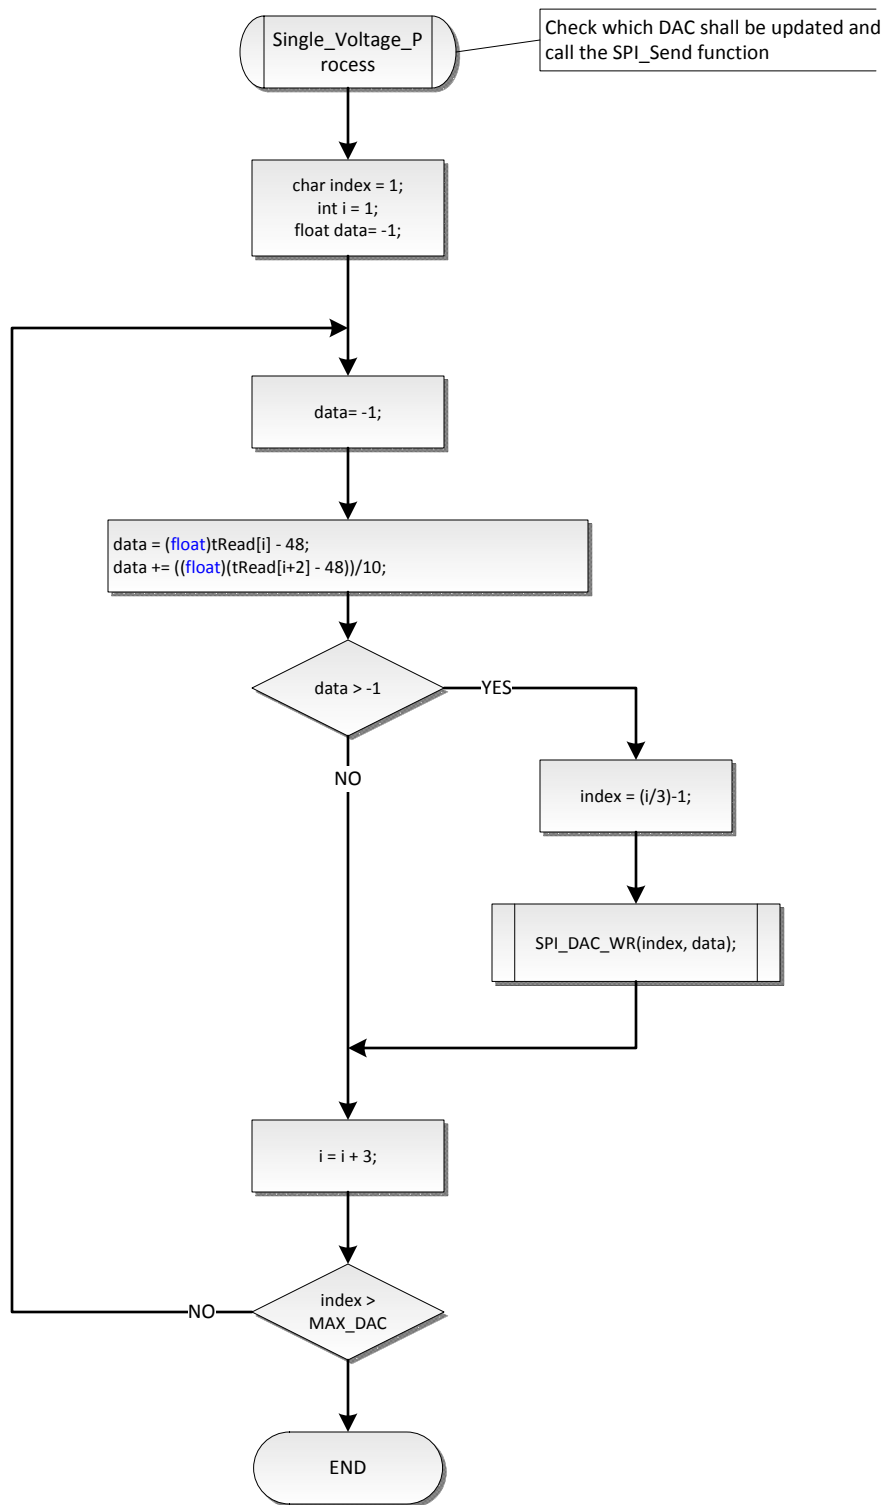 Single_Voltage_P
rocess
Check which DAC shall be updated and
call the SPI_Send function
char index = 1;
int i = 1;
float data= -1;
data= -1;
data = (float)tRead[i] - 48;
data += ((float)(tRead[i+2] - 48))/10;
data > -1
YES
NO
index = (i/3)-1;
SPI_DAC_WR(index, data);
i = i + 3;
index >
MAX_DAC
NO
END